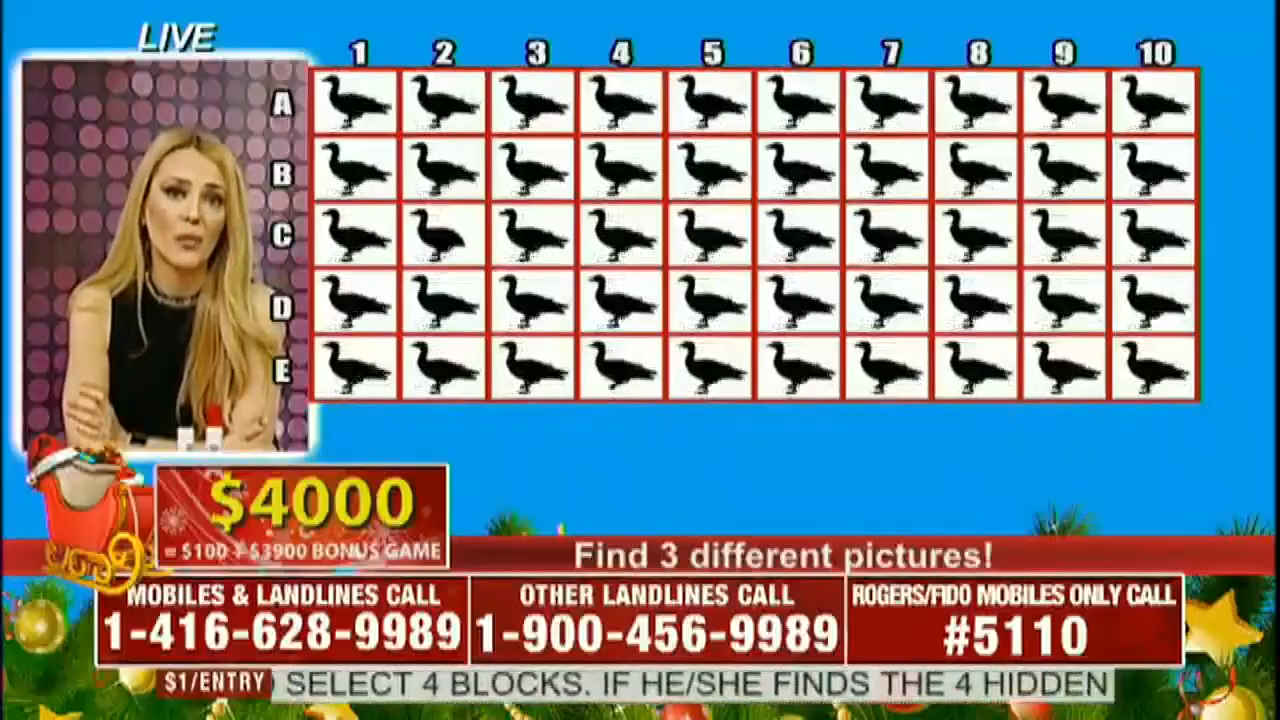 LIVE
1 2 3 4 5 6 7 8 9 10
A
B
C
D
E
$4000
= $100 + $3900 BONUS GAME
Find 3 different pictures!
MOBILES & LANDLINES CALL
1-416-628-9989
OTHER LANDLINES CALL
1-900-456-9989
ROGERS/FIDO MOBILES ONLY CALL
#5110
$1/ENTRY
) SELECT 4 BLOCKS. IF HE/SHE FINDS THE 4 HIDDEN